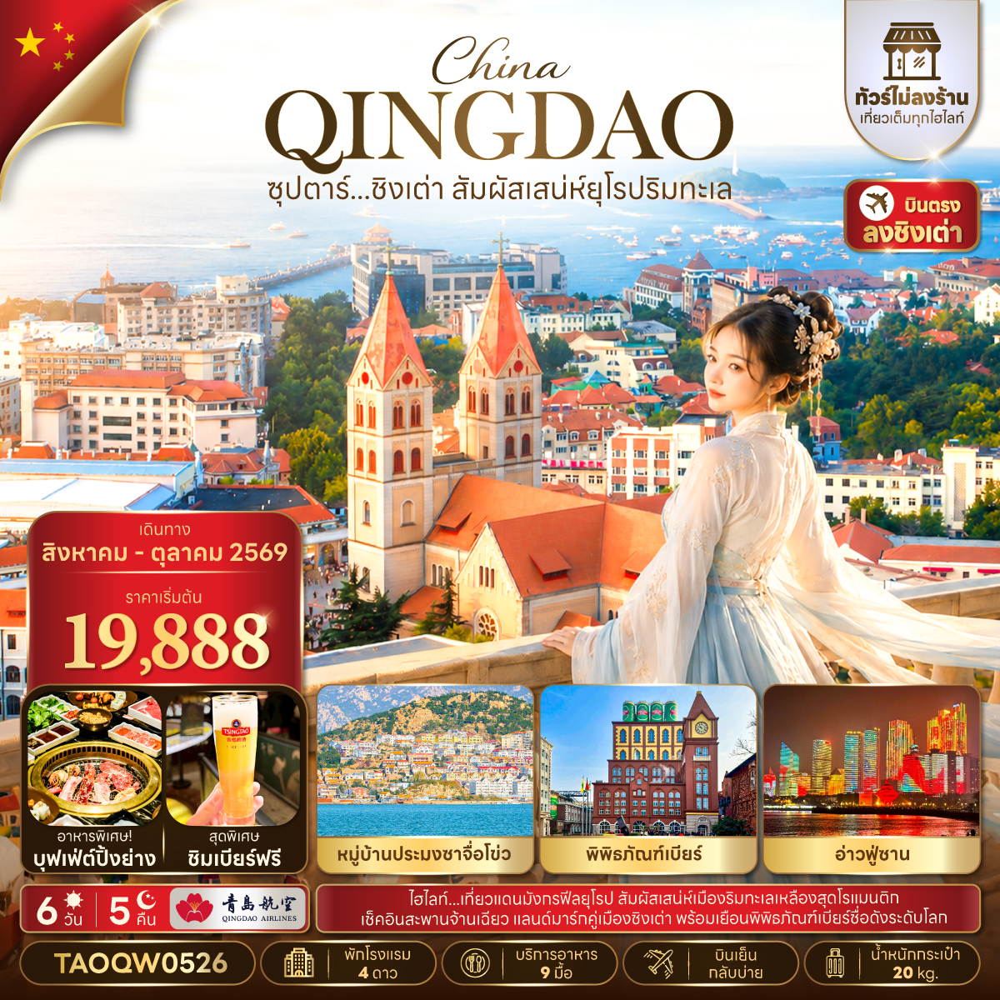 China
QINGDAO
ซุปตาร์...ชิงเต่า สัมผัสเสน่ห์ยุโรปริมทะเล
ทัวร์ไม่ลงร้าน
เที่ยวเต็มทุกไฮไลท์
บินตรง
ลงชิงเต่า
เดินทาง
สิงหาคม - ตุลาคม 2569
ราคาเริ่มต้น
19,888
TSINGTAO
อาหารพิเศษ!
บุฟเฟ่ต์ปิ้งย่าง
สุดพิเศษ
ชิมเบียร์ฟรี
หมู่บ้านประมงซาจื่อโข่ว
พิพิธภัณฑ์เบียร์
อ่าวฟู่ซาน
6 วัน
5 คืน
青島航空
QINGDAO AIRLINES
ไฮไลท์...เที่ยวแดนมังกรฟีลยุโรป สัมผัสเสน่ห์เมืองริมทะเลเหลืองสุดโรแมนติก
เช็คอินสะพานจ้านเฉียว แลนด์มาร์กคู่เมืองชิงเต่า พร้อมเยือนพิพิธภัณฑ์เบียร์ชื่อดังระดับโลก
TAOQW0526
พักโรงแรม
4 ดาว
บริการอาหาร
9 มื้อ
บินเย็น
กลับบ่าย
น้ำหนักกระเป๋า
20 kg.